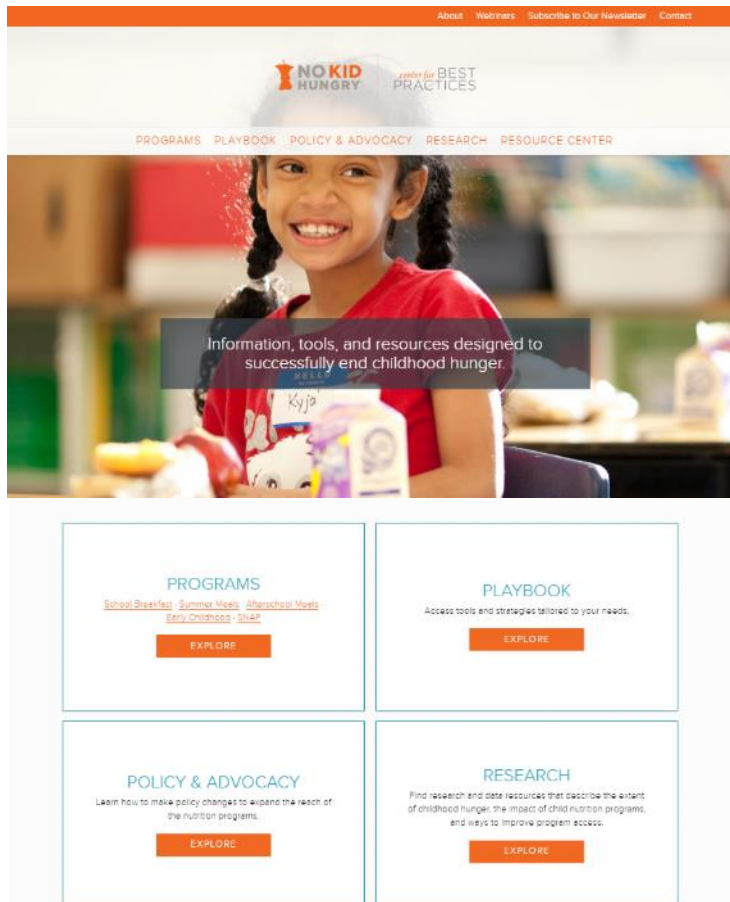 About Webinars Subscribe to Our Newsletter Contact
NO KID
HUNGRY
center for BEST
PRACTICES
PROGRAMS PLAYBOOK POLICY & ADVOCACY RESEARCH RESOURCE CENTER
Information, tools, and resources designed to
successfully end childhood hunger.
HELLO
Kyja
PROGRAMS
School Breakfast - Summer Meals - Afterschool Meals
Early Childhood - SNAP
EXPLORE
PLAYBOOK
Access tools and strategies tailored to your needs.
EXPLORE
POLICY & ADVOCACY
Learn how to make policy changes to expand the reach of
the nutrition programs.
EXPLORE
RESEARCH
Find research and data resources that describe the extent
of childhood hunger, the impact of child nutrition programs,
and ways to improve program access.
EXPLORE